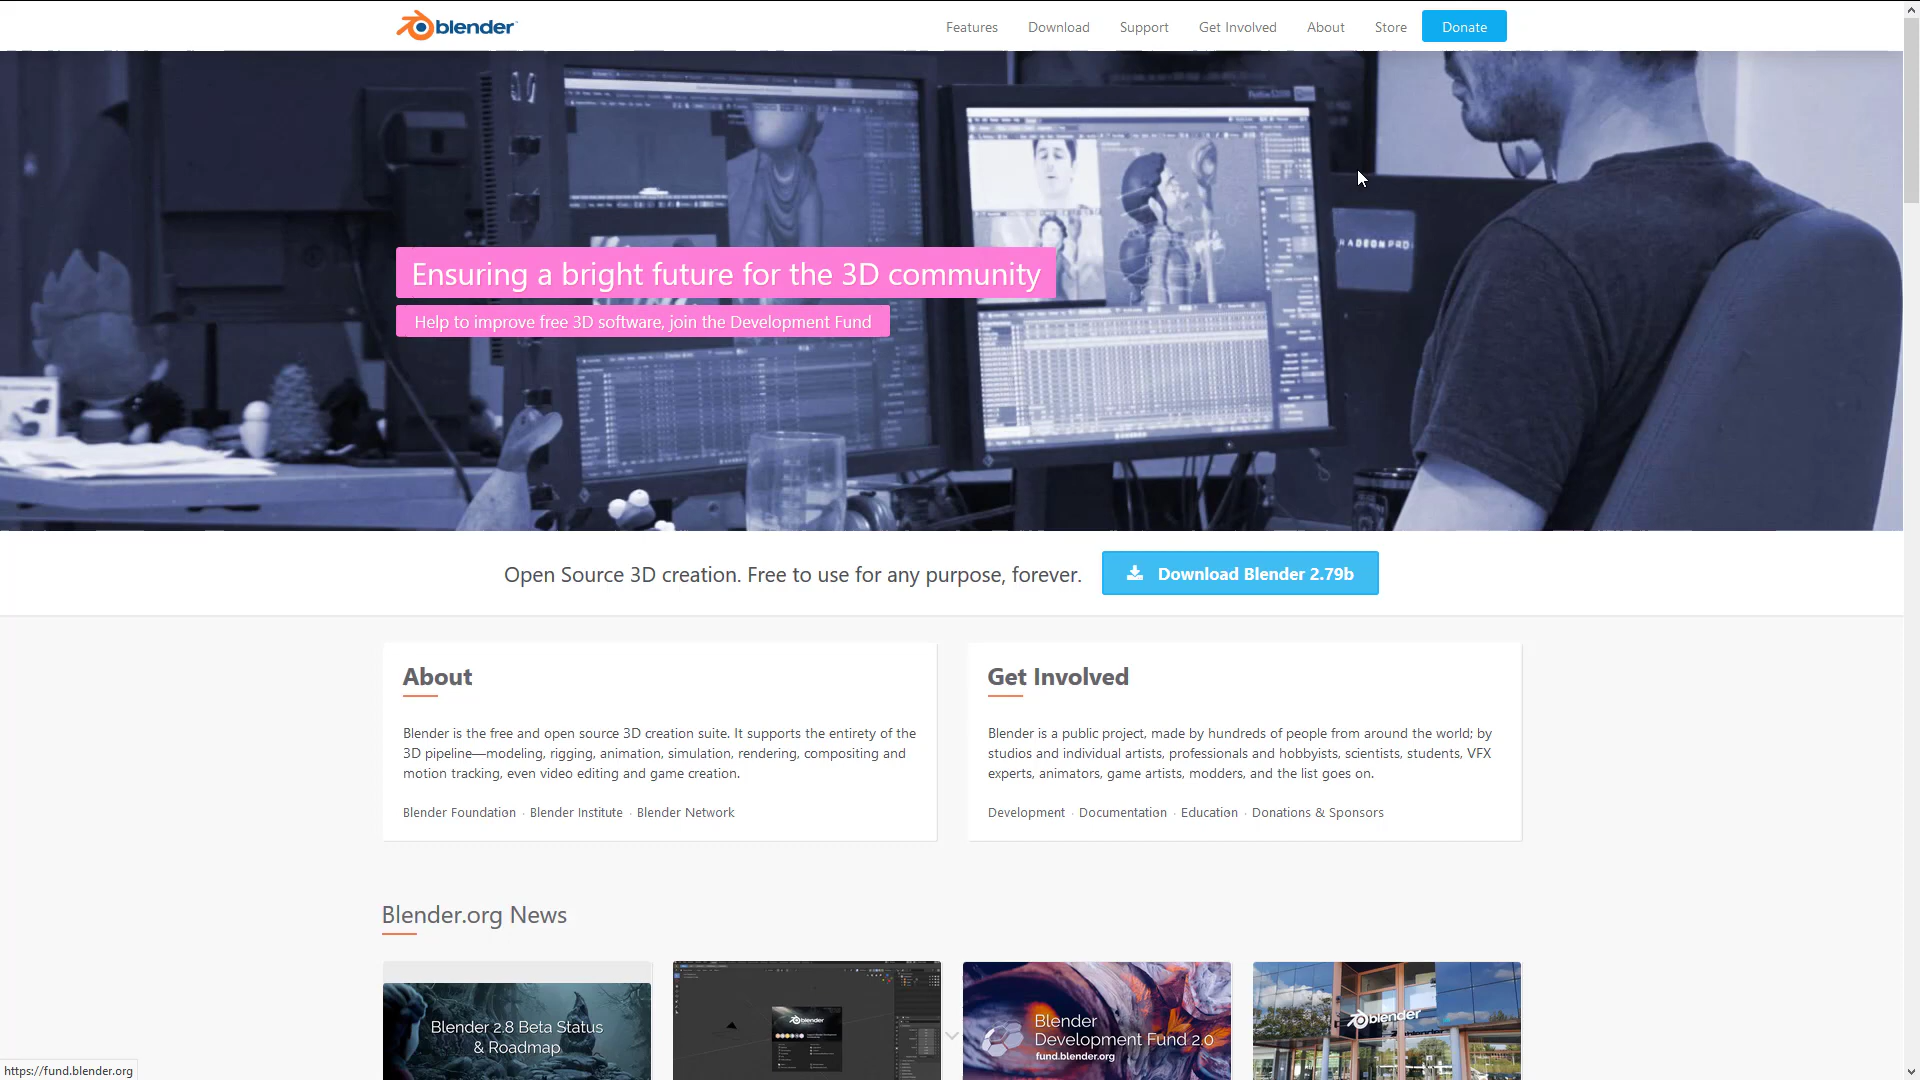 blender
Features
Download
Support
Get Involved
About
Store
Donate
RADEON PRO
Ensuring a bright future for the 3D community
Help to improve free 3D software, join the Development Fund
Open Source 3D creation. Free to use for any purpose, forever.
Download Blender 2.79b
About
Blender is the free and open source 3D creation suite. It supports the entirety of the
3D pipeline—modeling, rigging, animation, simulation, rendering, compositing and
motion tracking, even video editing and game creation.
Blender Foundation · Blender Institute · Blender Network
Get Involved
Blender is a public project, made by hundreds of people from around the world; by
studios and individual artists, professionals and hobbyists, scientists, students, VFX
experts, animators, game artists, modders, and the list goes on.
Development · Documentation · Education · Donations & Sponsors
Blender.org News
Blender 2.8 Beta Status
& Roadmap
blender
Blender
Development Fund 2.0
fund.blender.org
blender
https://fund.blender.org